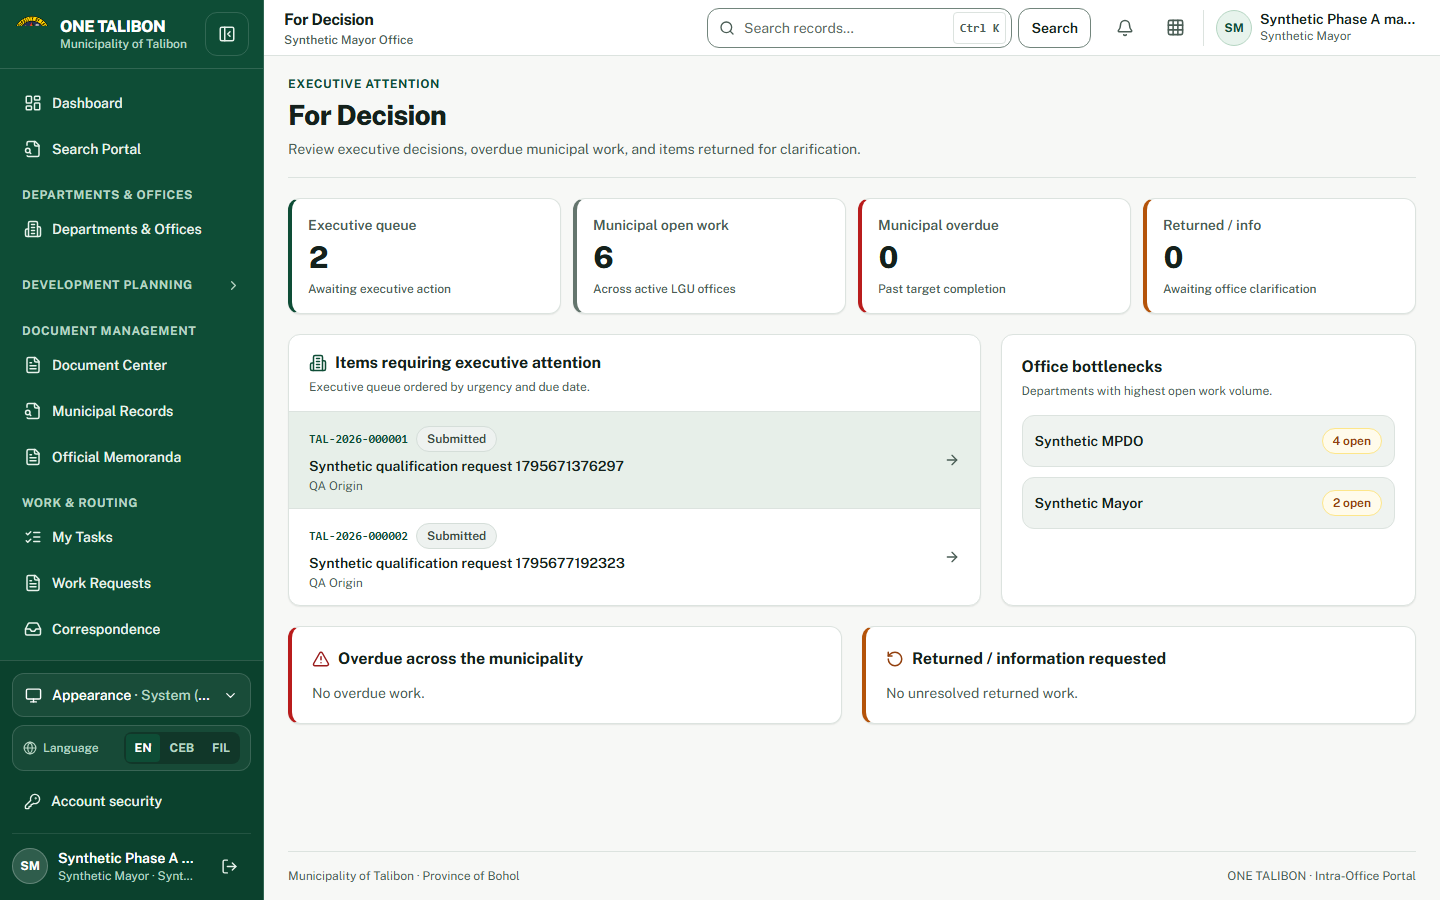 ONE TALIBON
Municipality of Talibon
Dashboard
Search Portal
DEPARTMENTS & OFFICES
Departments & Offices
DEVELOPMENT PLANNING
DOCUMENT MANAGEMENT
Document Center
Municipal Records
Official Memoranda
WORK & ROUTING
My Tasks
Work Requests
Correspondence
Appearance · System (...
Language EN CEB FIL
Account security
SM Synthetic Phase A ...
Synthetic Mayor · Synt...
For Decision
Synthetic Mayor Office
Search records... Ctrl K Search
SM Synthetic Phase A ma...
Synthetic Mayor
EXECUTIVE ATTENTION
For Decision
Review executive decisions, overdue municipal work, and items returned for clarification.
Executive queue
2
Awaiting executive action
Municipal open work
6
Across active LGU offices
Municipal overdue
0
Past target completion
Returned / info
0
Awaiting office clarification
Items requiring executive attention
Executive queue ordered by urgency and due date.
TAL-2026-000001 Submitted
Synthetic qualification request 1795671376297
QA Origin
TAL-2026-000002 Submitted
Synthetic qualification request 1795677192323
QA Origin
Office bottlenecks
Departments with highest open work volume.
Synthetic MPDO 4 open
Synthetic Mayor 2 open
Overdue across the municipality
No overdue work.
Returned / information requested
No unresolved returned work.
Municipality of Talibon · Province of Bohol
ONE TALIBON · Intra-Office Portal